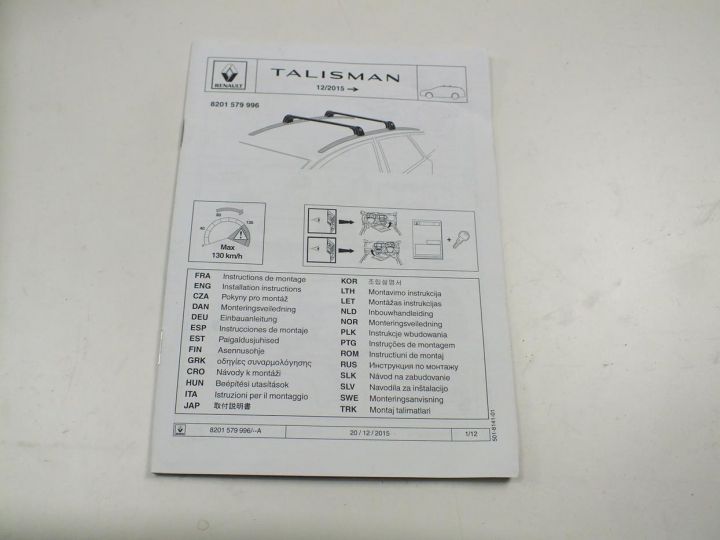 RENAULT
TALISMAN
12/2015
8201 579 996
40
80
130
Max
130 km/h
+
FRA Instructions de montage
ENG Installation instructions
CZA Pokyny pro montáž
DAN Monteringsveiledning
DEU Einbauanleitung
ESP Instrucciones de montaje
EST Paigaldusjuhised
FIN Asennusohje
GRK οδηγίες συναρμολόγησης
CRO Návody k montáži
HUN Beépítési utasítások
ITA Istruzioni per il montaggio
JAP 取付説明書
KOR 조립설명서
LTH Montavimo instrukcija
LET Montāžas instrukcijas
NLD Inbouwhandleiding
NOR Monteringsveiledning
PLK Instrukcje wbudowania
PTG Instruções de montagem
ROM Instructiuni de montaj
RUS Инструкция по монтажу
SLK Návod na zabudovanie
SLV Navodila za inštalacijo
SWE Monteringsanvisning
TRK Montaj talimatlari
8201 579 996/--A
20 / 12 / 2015
1/12
501-8141-01